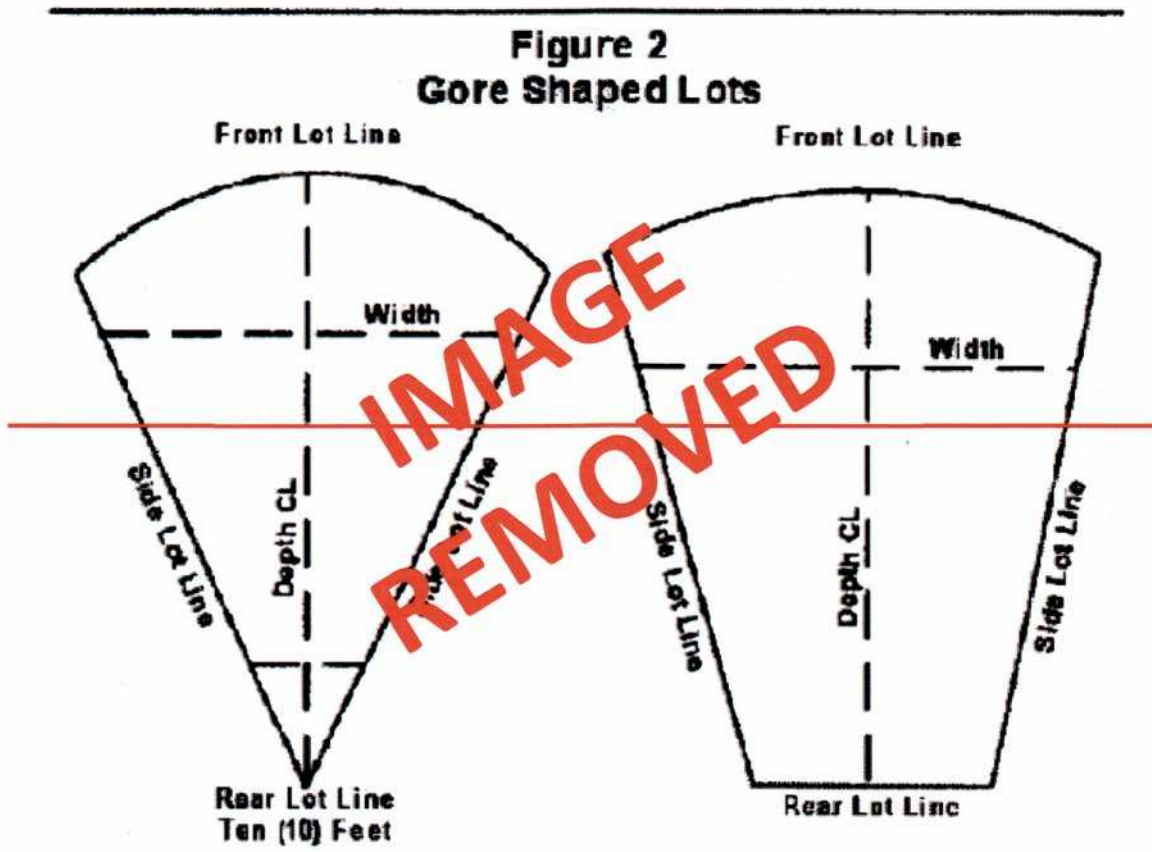 Figure 2
Gore Shaped Lots
Front Lot Line
Front Lot Line
Width
Width
IMAGE
REMOVED
Side Lot Line
Depth CL
Line
Side Lot Line
Depth CL
Side Lot Line
Rear Lot Line
Ten (10) Feet
Rear Lot Line